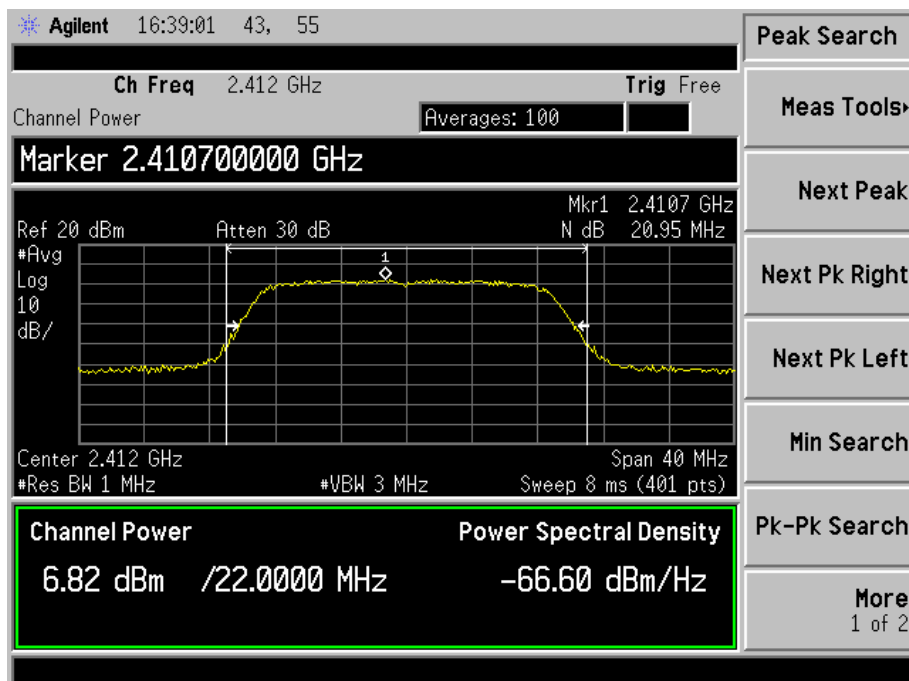 Agilent 16:39:01 43, 55
Peak Search
Ch Freq 2.412 GHz Trig Free
Channel Power Averages: 100
Meas Tools
Marker 2.410700000 GHz
Next Peak
Mkr1 2.4107 GHz
Ref 20 dBm Atten 30 dB N dB 20.95 MHz
#Avg
Log
10
dB/
1
Next Pk Right
Next Pk Left
Min Search
Center 2.412 GHz Span 40 MHz
#Res BW 1 MHz #VBW 3 MHz Sweep 8 ms (401 pts)
Channel Power Power Spectral Density
Pk-Pk Search
6.82 dBm /22.0000 MHz -66.60 dBm/Hz
More
1 of 2